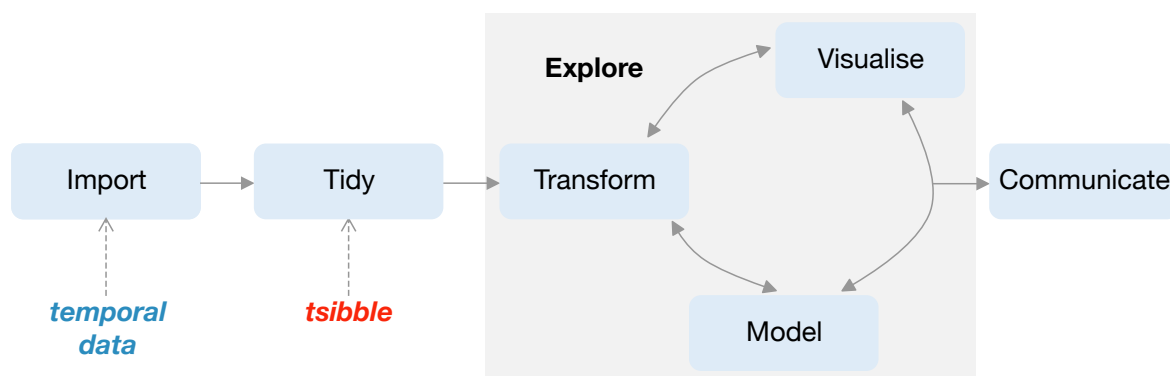 Explore
Visualise
Import
Tidy
Transform
Communicate
temporal
data
tsibble
Model